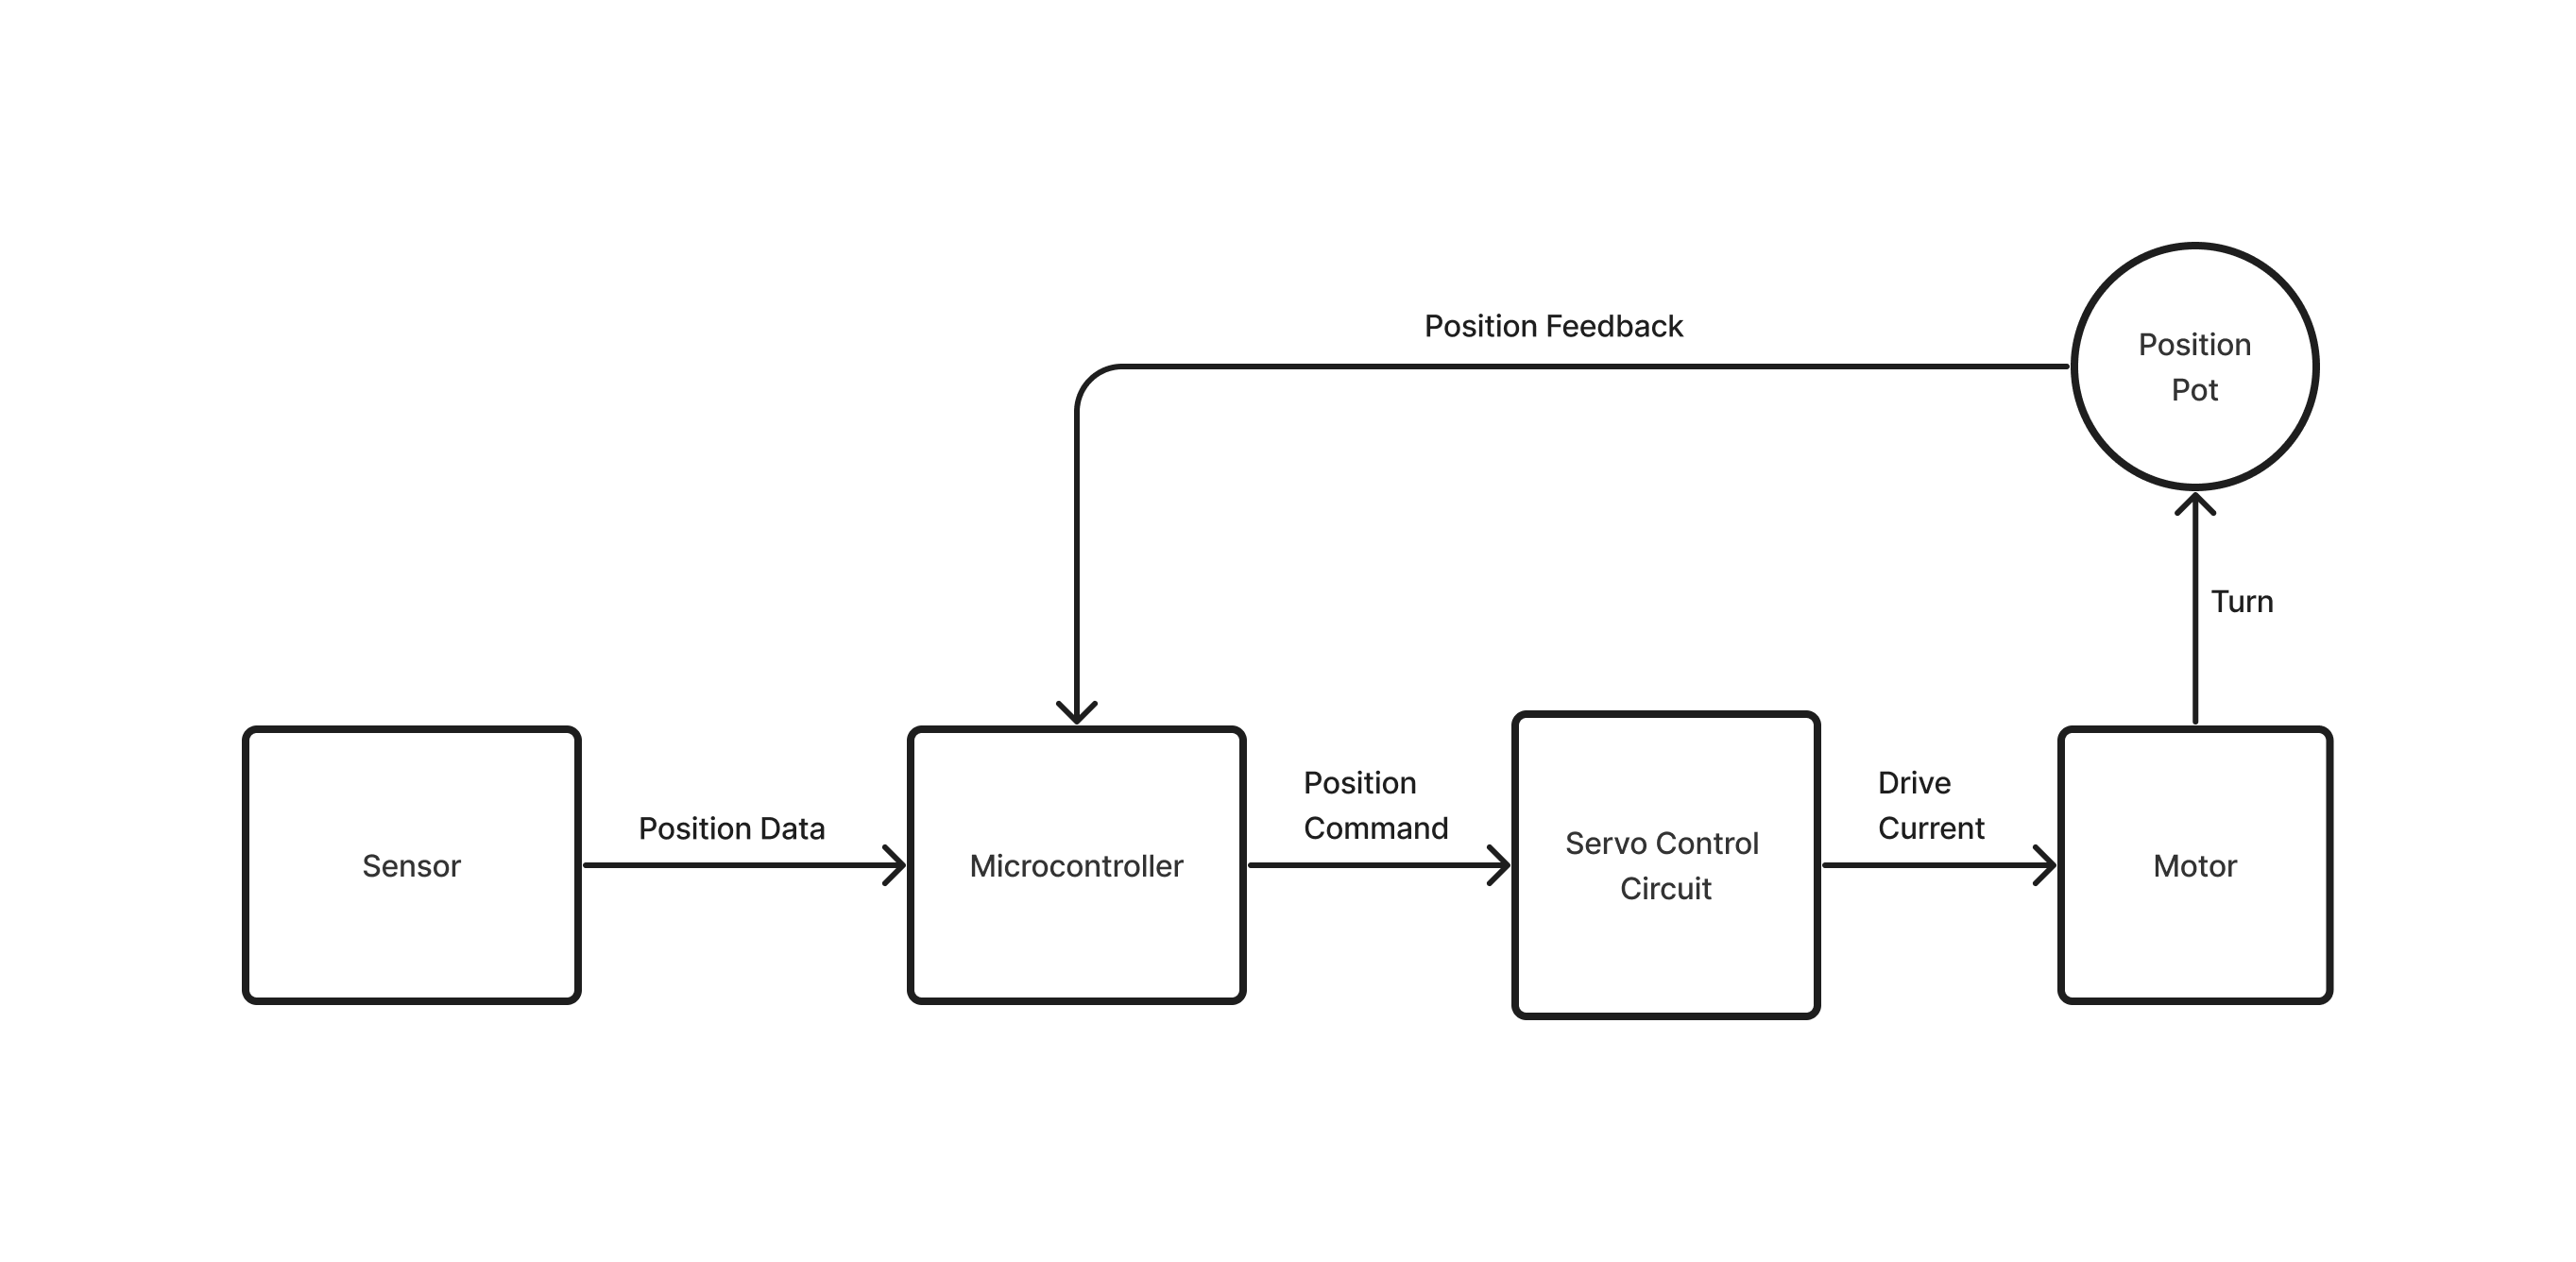 Position Feedback
Position
Pot
Turn
Sensor
Position Data
Microcontroller
Position
Command
Servo Control
Circuit
Drive
Current
Motor